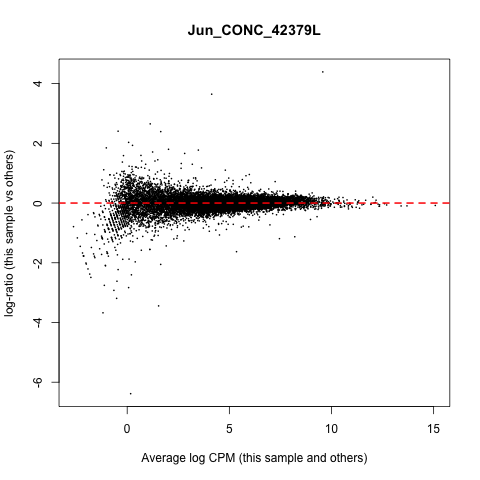 Jun_CONC_42379L
4
2
0
-2
-4
-6
log-ratio (this sample vs others)
0 5 10 15
Average log CPM (this sample and others)